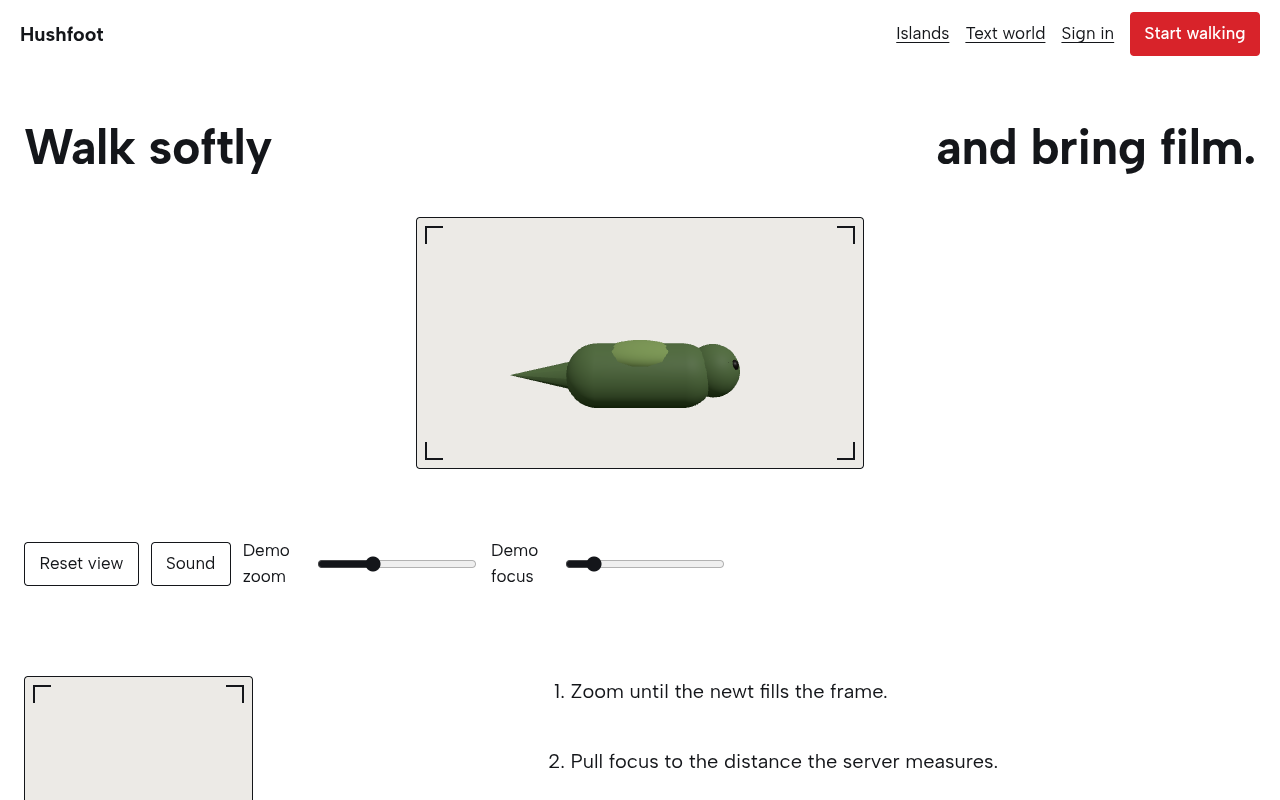 Hushfoot
Islands Text world Sign in Start walking
Walk softly and bring film.
Reset view Sound Demo zoom Demo focus
1. Zoom until the newt fills the frame.
2. Pull focus to the distance the server measures.